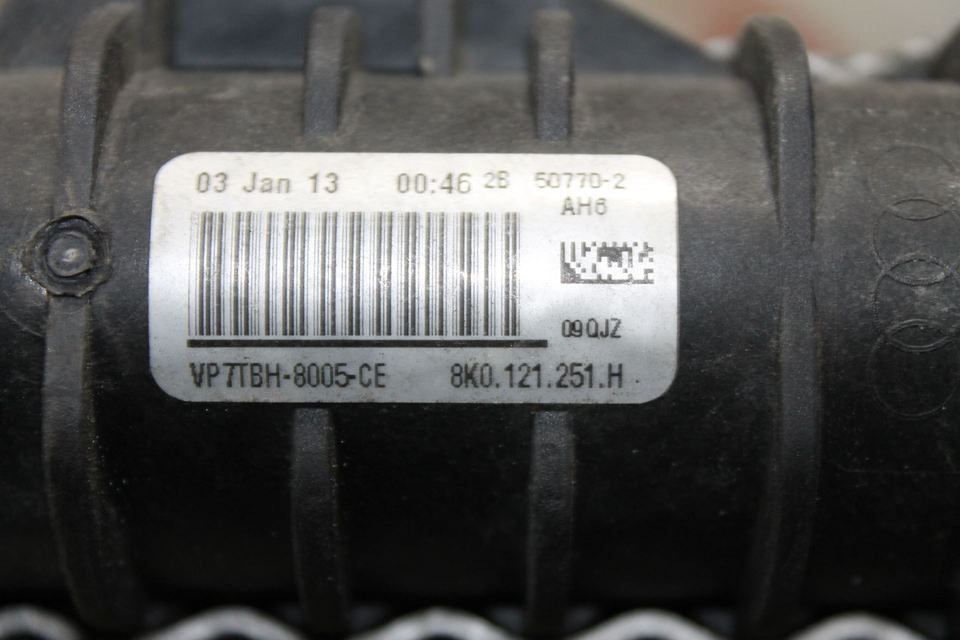 03 Jan 13 00:46 2B 50770-2
AH6
09QJZ
VP7TBH-8005-CE 8K0.121.251.H